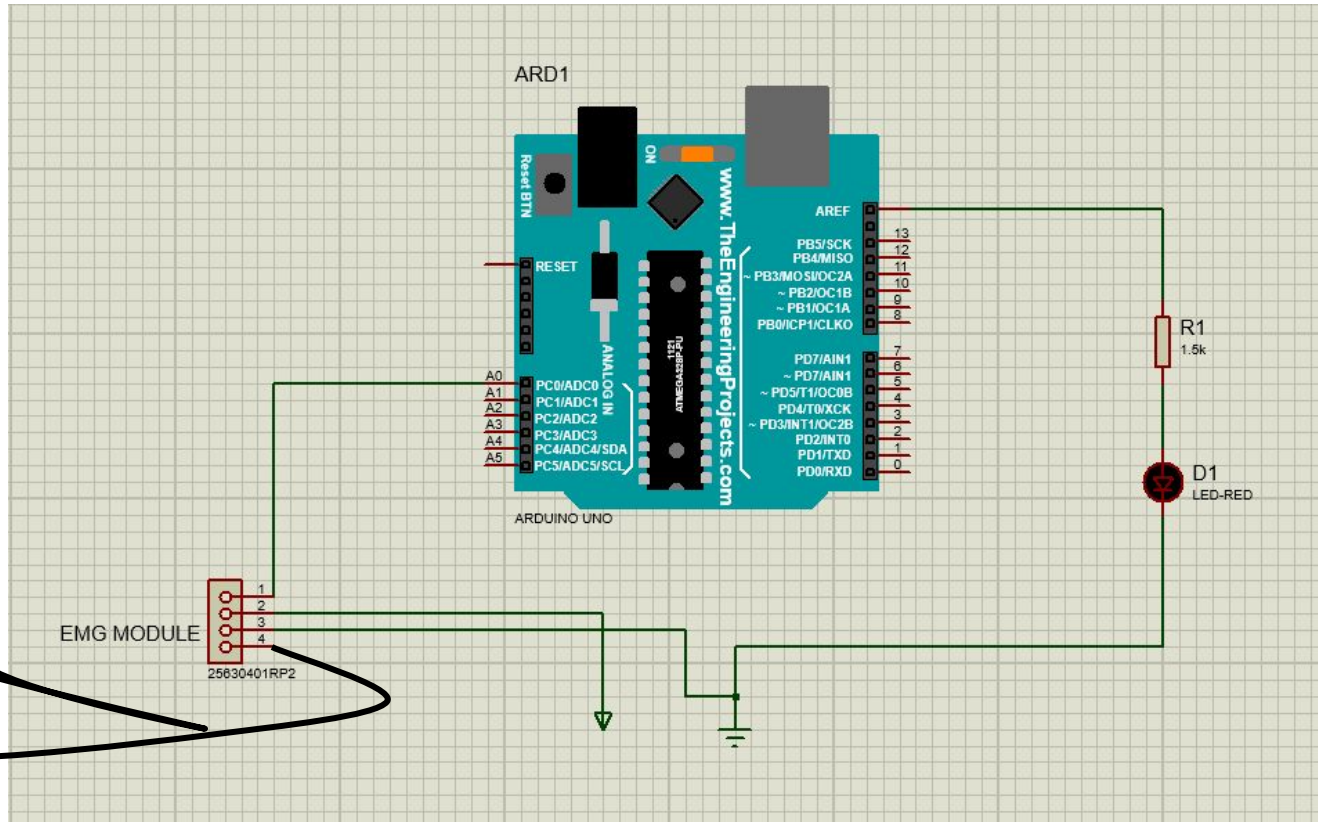 ARD1
Reset BTN
ON
www.TheEngineeringProjects.com
AREF
13
PB5/SCK
12
PB4/MISO
11
~ PB3/MOSI/OC2A
10
~ PB2/OC1B
9
~ PB1/OC1A
8
PB0/ICP1/CLKO
RESET
ANALOG IN
1121
ATMEGA328P-PU
7
PD7/AIN1
6
~ PD7/AIN1
5
~ PD5/T1/OC0B
4
PD4/T0/XCK
3
~ PD3/INT1/OC2B
2
PD2/INT0
1
PD1/TXD
0
PD0/RXD
A0
PC0/ADC0
A1
PC1/ADC1
A2
PC2/ADC2
A3
PC3/ADC3
A4
PC4/ADC4/SDA
A5
PC5/ADC5/SCL
ARDUINO UNO
R1
1.5k
D1
LED-RED
EMG MODULE
1
2
3
4
25630401RP2